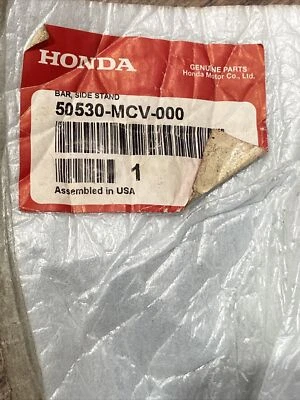 HONDA
GENUINE PARTS
Honda Motor Co., Ltd.
BAR, SIDE STAND
50530-MCV-000
1
Assembled in USA